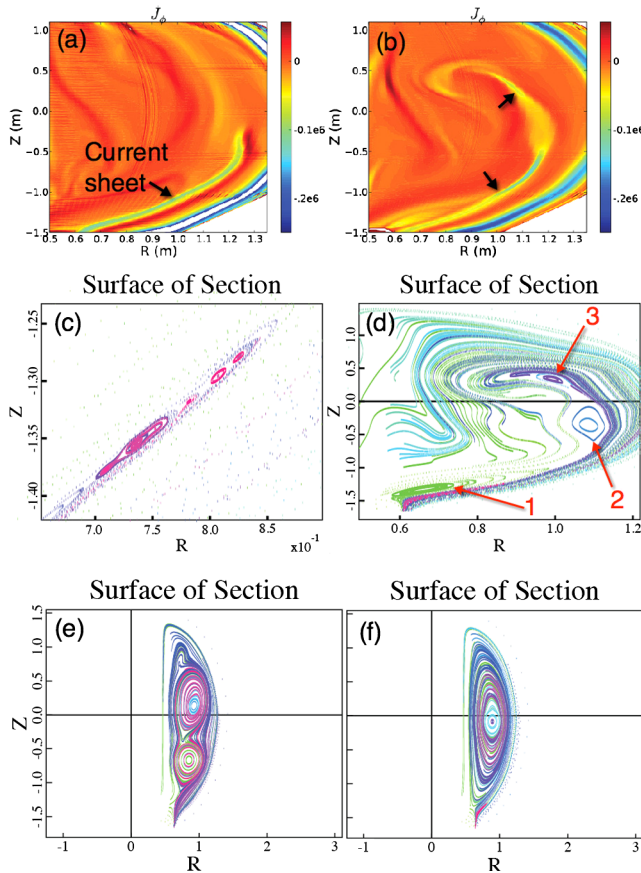 Jϕ Jϕ
(a) (b)
1.0 1.0
0 0
0.5 0.5
Z (m) 0.0 -0.1e6 Z (m) 0.0 -0.1e6
Current
-0.5 sheet -0.5
-1.0 -.2e6 -1.0 -.2e6
-1.5 -1.5
0.5 0.6 0.7 0.8 0.9 1.0 1.1 1.2 1.3 0.5 0.6 0.7 0.8 0.9 1.0 1.1 1.2 1.3
R (m) R (m)
Surface of Section Surface of Section
(c) (d) 3
-1.25 1.0
0.5
-1.30
Z Z 0.0
-1.35 -0.5
-1.0
-1.40 1 2
-1.5
7.0 7.5 8.0 8.5 0.6 0.8 1.0 1.2
R x10⁻¹ R
Surface of Section Surface of Section
(e) (f)
1.5
1.0
0.5
Z 0.0
-0.5
-1.0
-1.5
-1 0 1 2 3 -1 0 1 2 3
R R